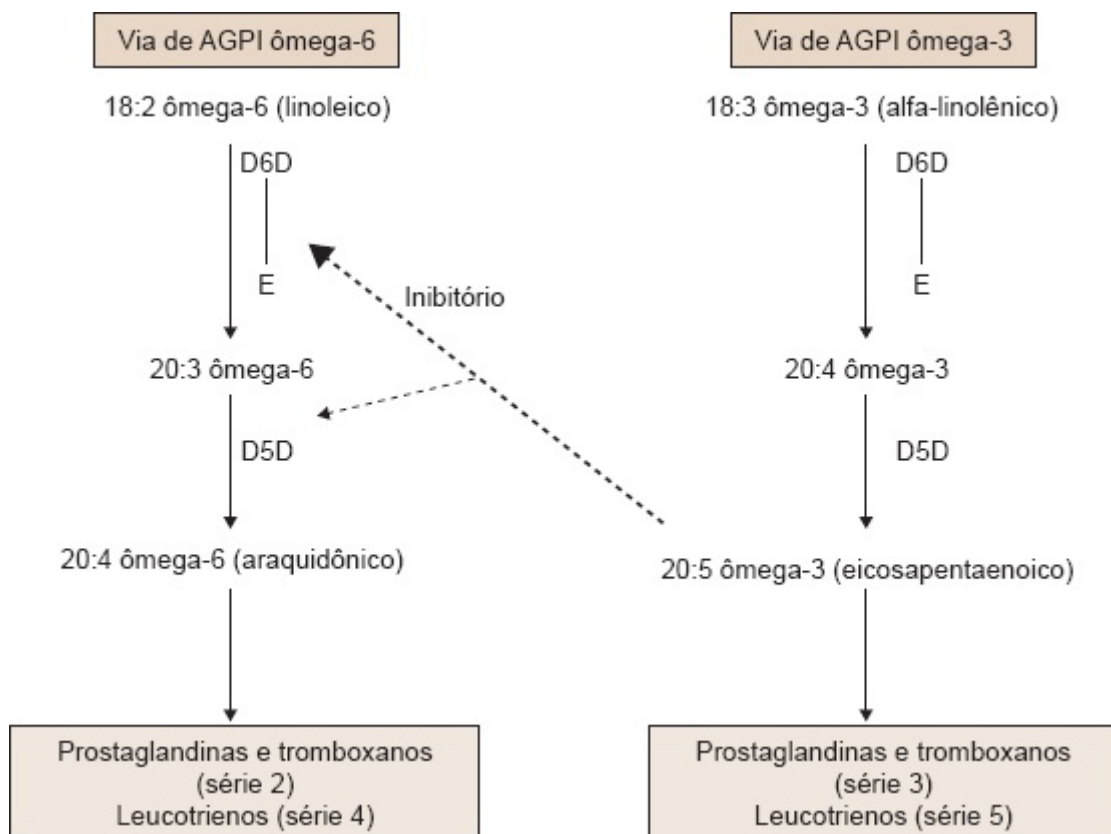 Via de AGPI ômega-6
18:2 ômega-6 (linoleico)
D6D
E
20:3 ômega-6
D5D
20:4 ômega-6 (araquidônico)
Prostaglandinas e tromboxanos
(série 2)
Leucotrienos (série 4)
Inibitório
Via de AGPI ômega-3
18:3 ômega-3 (alfa-linolênico)
D6D
E
20:4 ômega-3
D5D
20:5 ômega-3 (eicosapentaenoico)
Prostaglandinas e tromboxanos
(série 3)
Leucotrienos (série 5)